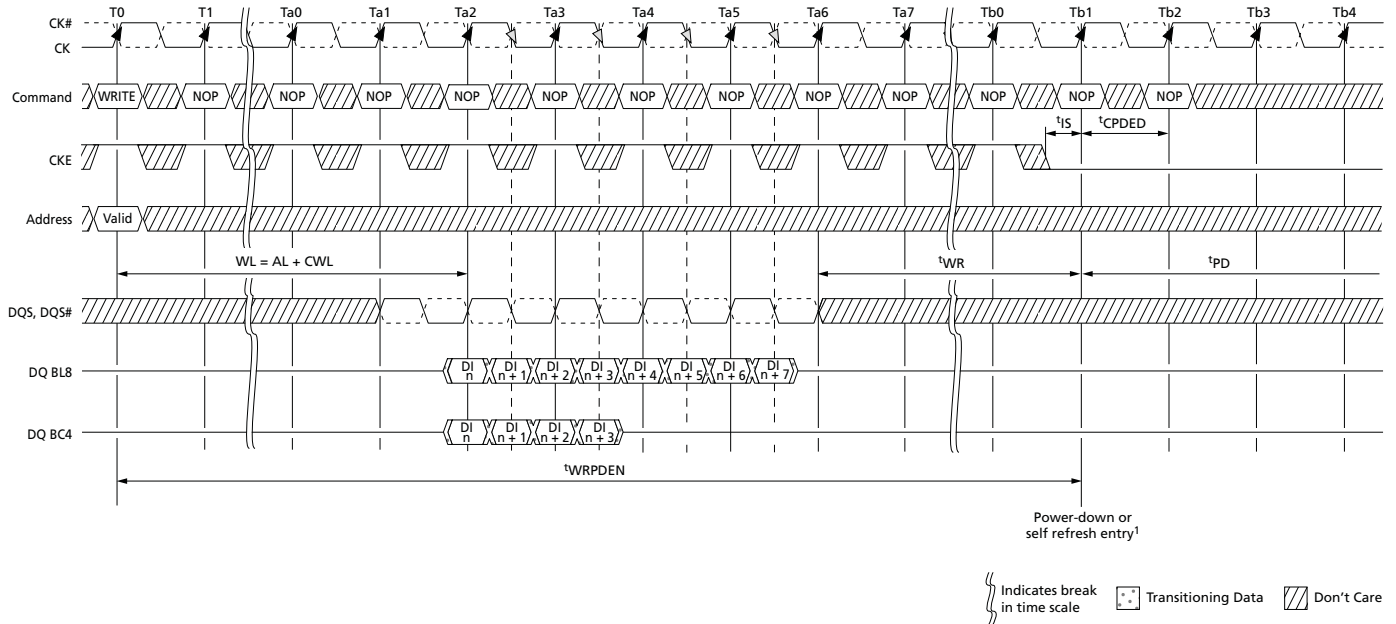 T0 T1 Ta0 Ta1 Ta2 Ta3 Ta4 Ta5 Ta6 Ta7 Tb0 Tb1 Tb2 Tb3 Tb4
CK#
CK
Command WRITE NOP NOP NOP NOP NOP NOP NOP NOP NOP NOP NOP NOP
tIS tCPDED
CKE
Address Valid
WL = AL + CWL tWR tPD
DQS, DQS#
DQ BL8 DI n DI n + 1 DI n + 2 DI n + 3 DI n + 4 DI n + 5 DI n + 6 DI n + 7
DQ BC4 DI n DI n + 1 DI n + 2 DI n + 3
tWRPDEN
Power-down or
self refresh entry1
Indicates break
in time scale
Transitioning Data
Don't Care